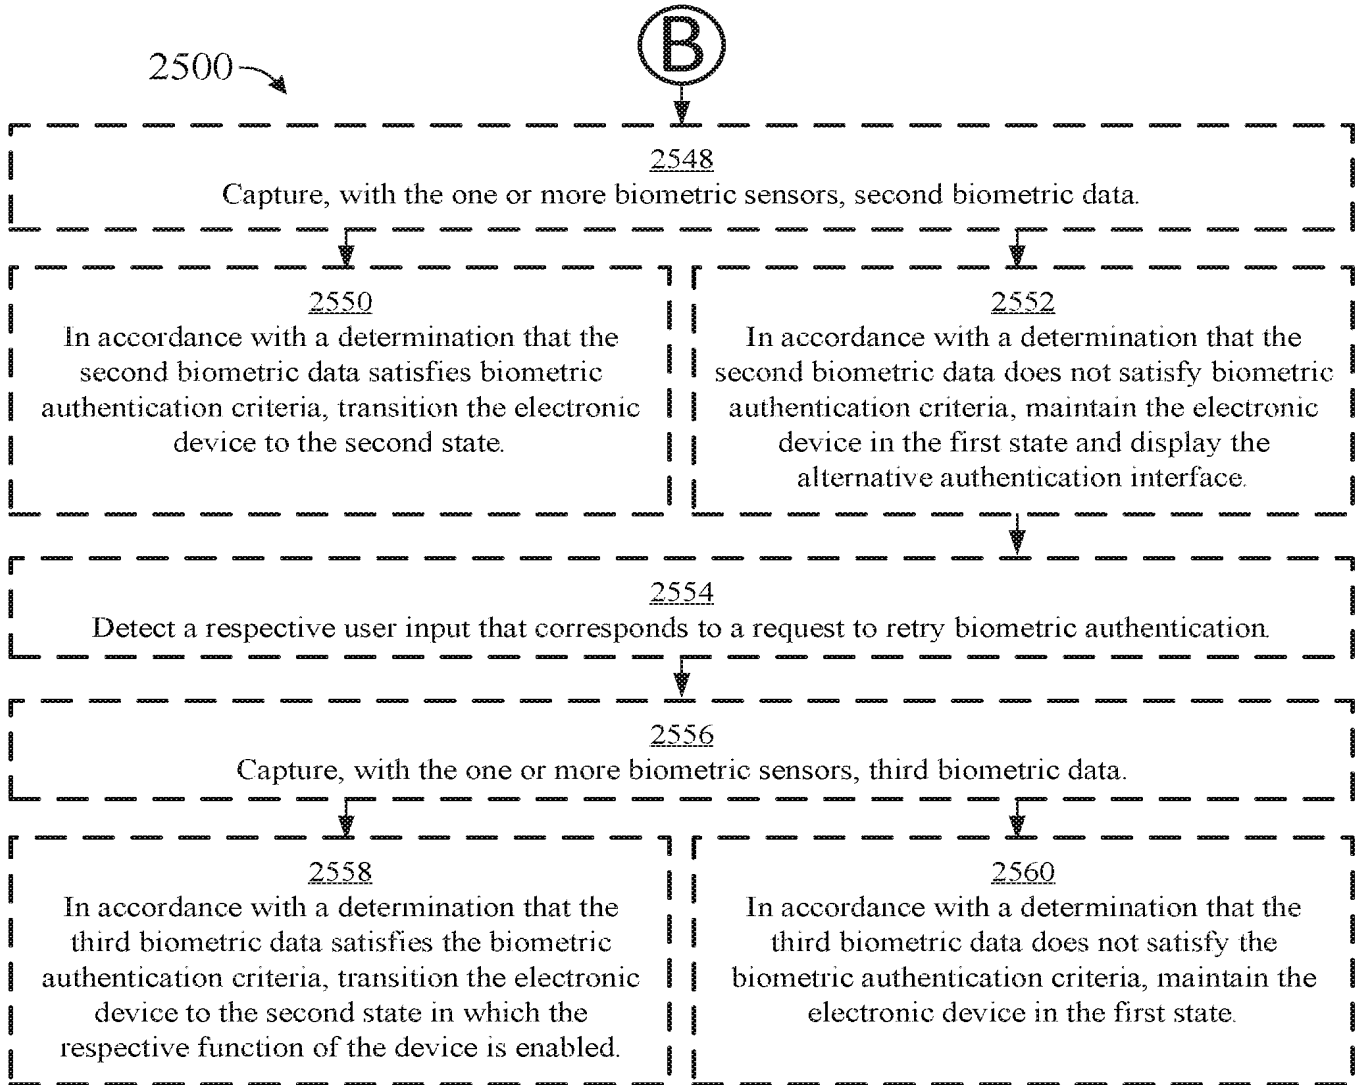 B
2500
2548
Capture, with the one or more biometric sensors, second biometric data.
2550
In accordance with a determination that the
second biometric data satisfies biometric
authentication criteria, transition the electronic
device to the second state.
2552
In accordance with a determination that the
second biometric data does not satisfy biometric
authentication criteria, maintain the electronic
device in the first state and display the
alternative authentication interface.
2554
Detect a respective user input that corresponds to a request to retry biometric authentication.
2556
Capture, with the one or more biometric sensors, third biometric data.
2558
In accordance with a determination that the
third biometric data satisfies the biometric
authentication criteria, transition the electronic
device to the second state in which the
respective function of the device is enabled.
2560
In accordance with a determination that the
third biometric data does not satisfy the
biometric authentication criteria, maintain the
electronic device in the first state.